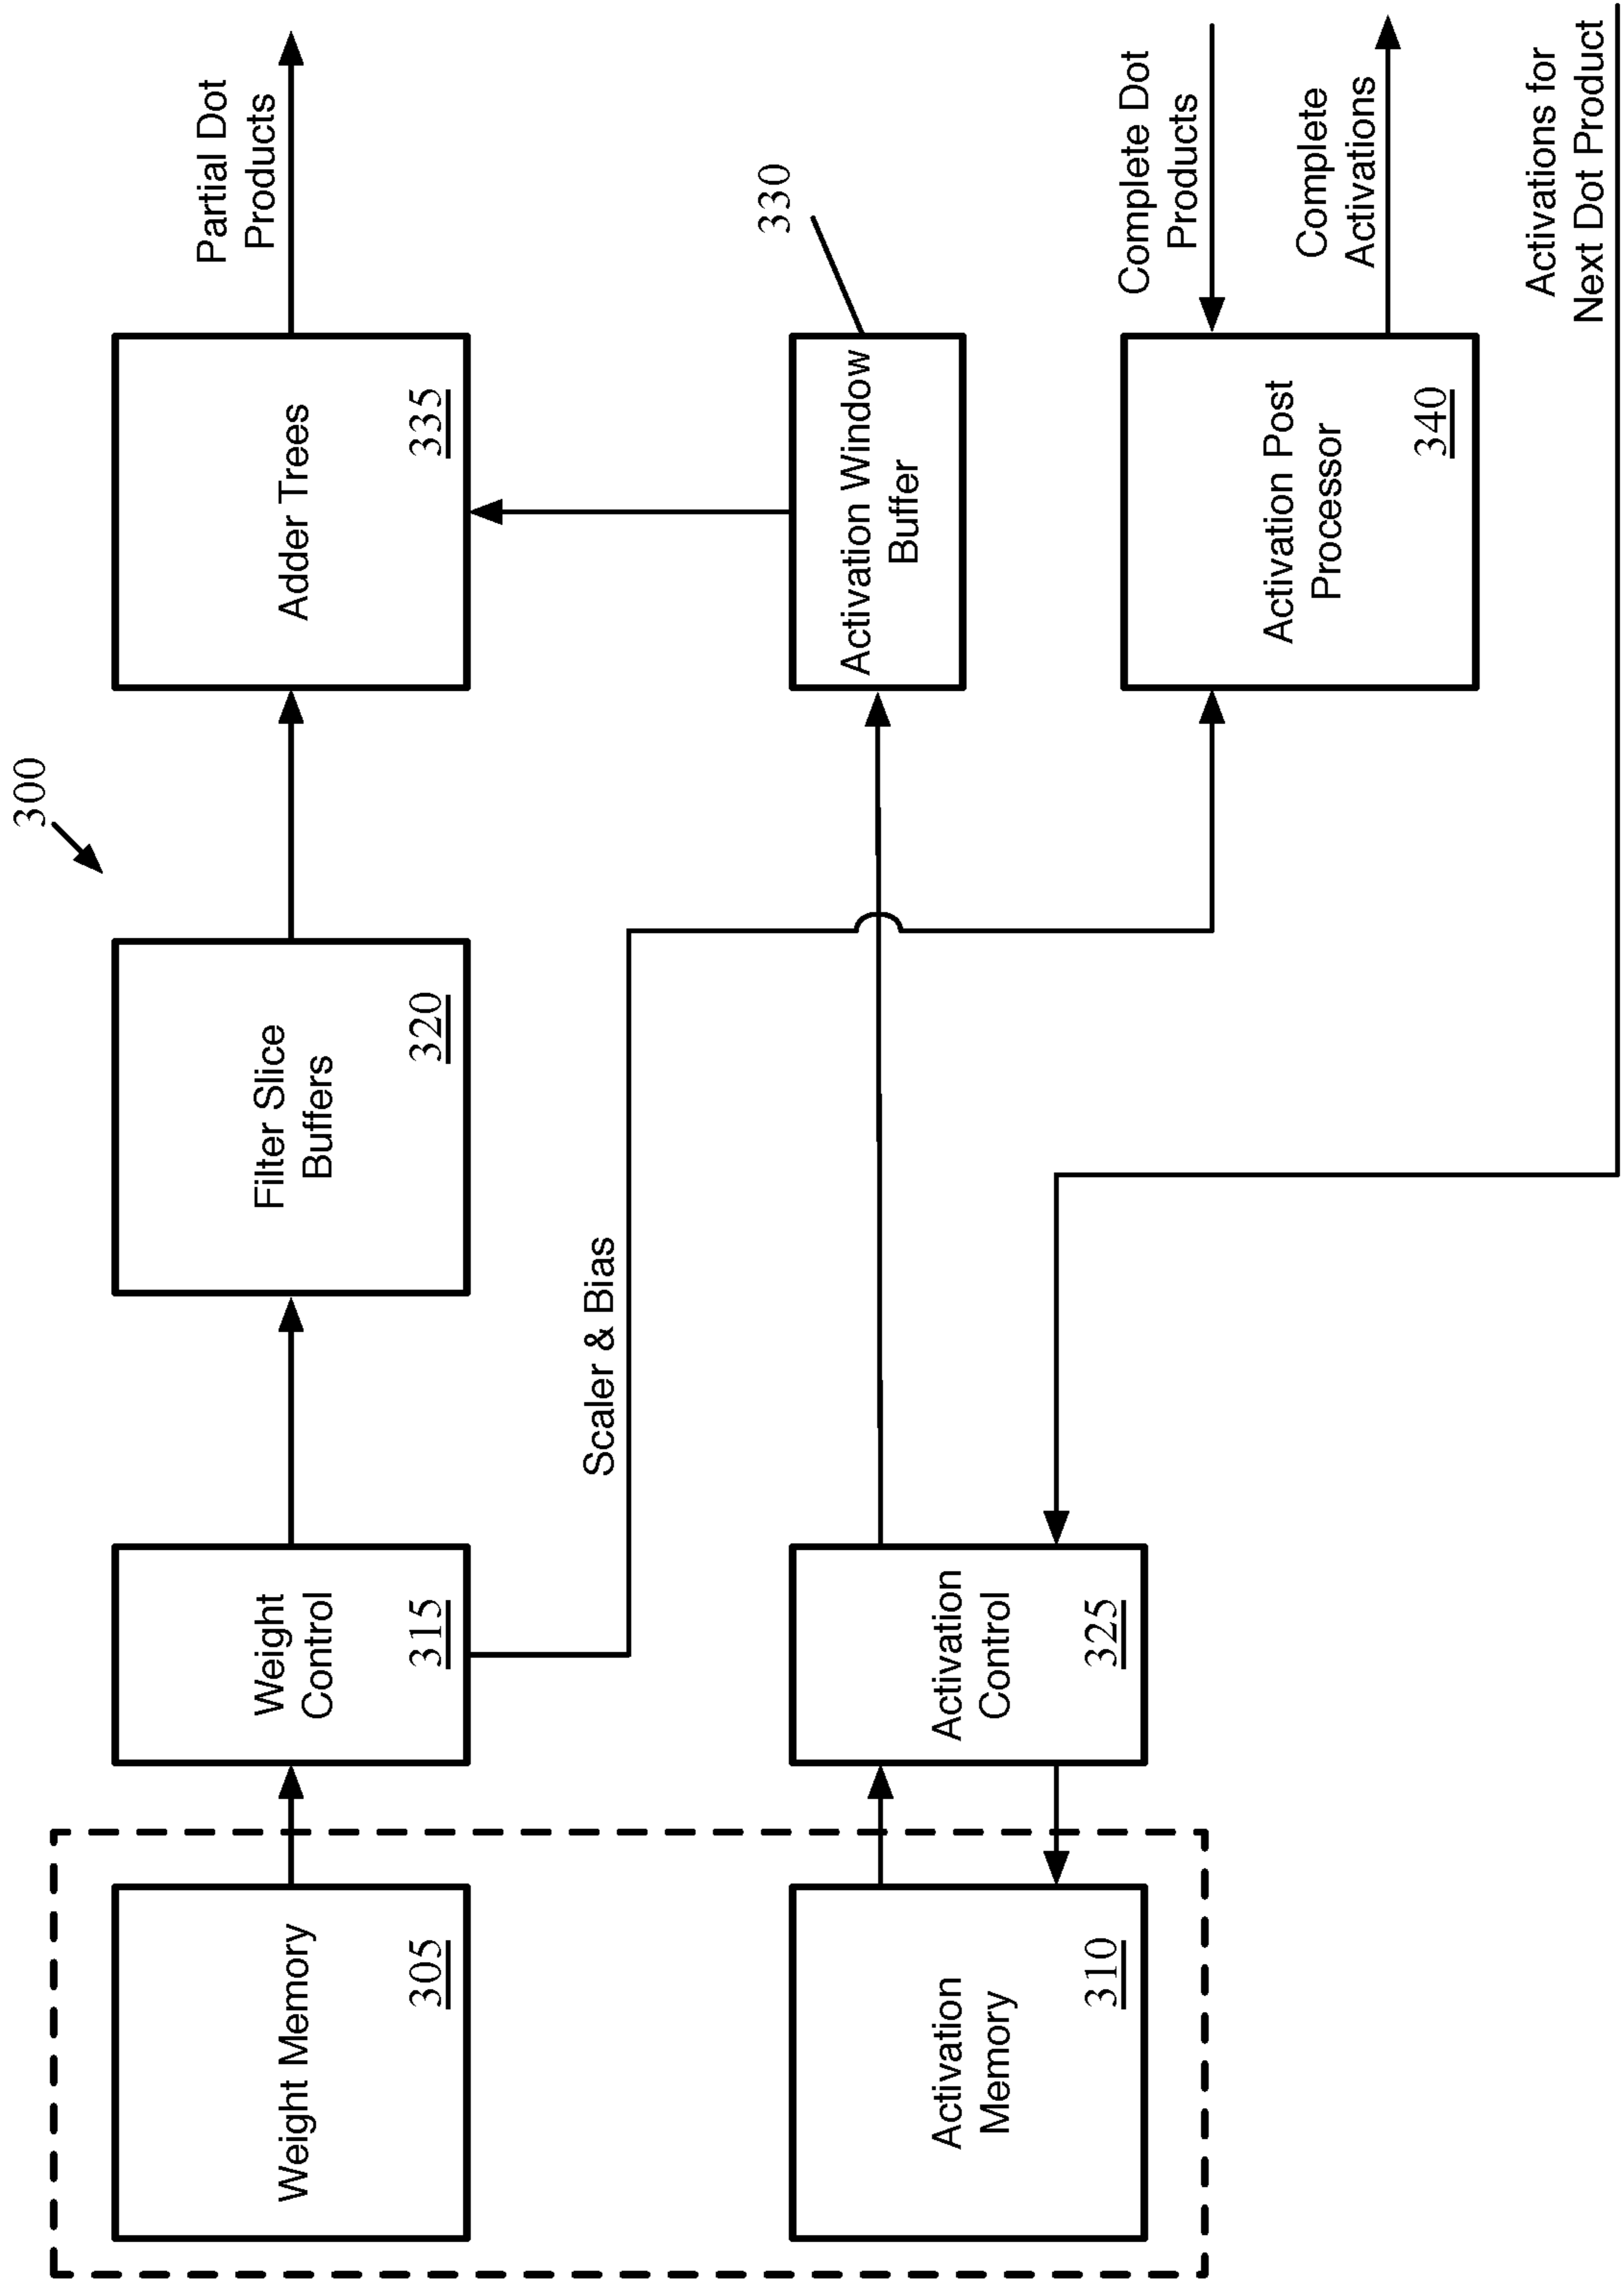 300
Weight Memory
305
Weight
Control
315
Filter Slice
Buffers
320
Adder Trees
335
Partial Dot
Products
Scaler & Bias
Activation
Memory
310
Activation
Control
325
Activation Window
Buffer
330
Activation Post
Processor
340
Complete Dot
Products
Complete
Activations
Activations for
Next Dot Product